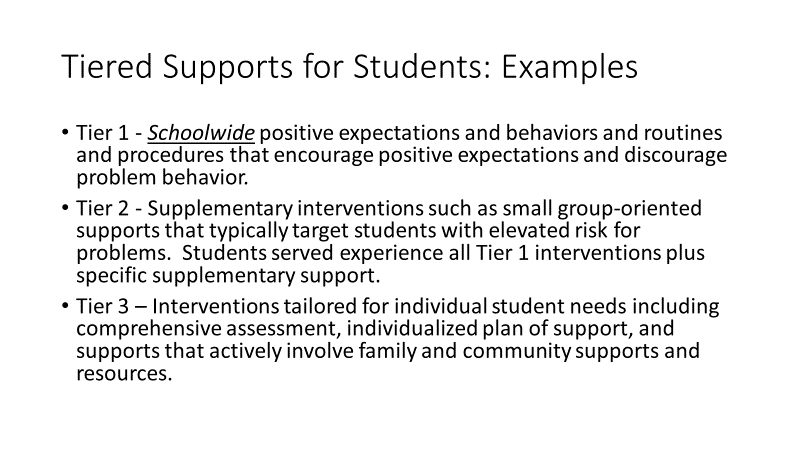 Tiered Supports for Students: Examples
• Tier 1 - Schoolwide positive expectations and behaviors and routines
and procedures that encourage positive expectations and discourage
problem behavior.
• Tier 2 - Supplementary interventions such as small group-oriented
supports that typically target students with elevated risk for
problems.  Students served experience all Tier 1 interventions plus
specific supplementary support.
• Tier 3 – Interventions tailored for individual student needs including
comprehensive assessment, individualized plan of support, and
supports that actively involve family and community supports and
resources.